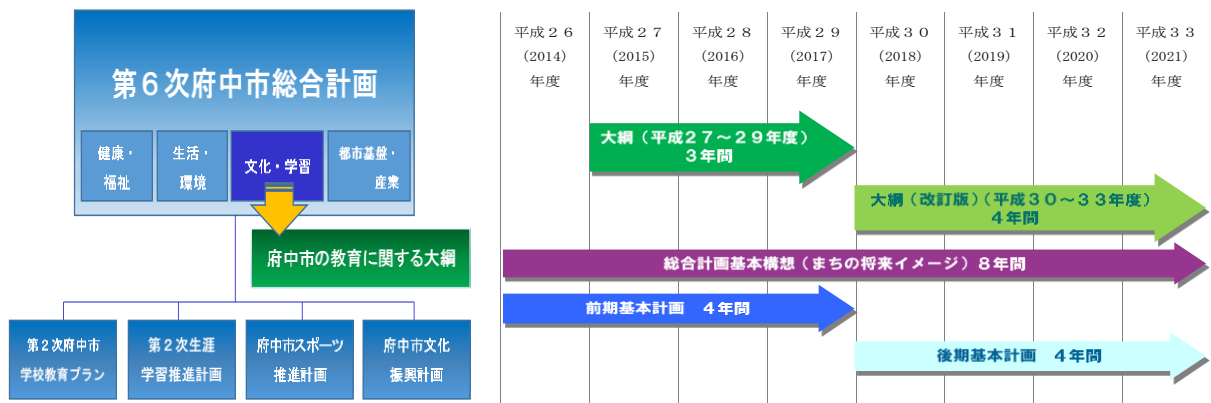 第６次府中市総合計画
健康・
福祉
生活・
環境
文化・学習
都市基盤・
産業
府中市の教育に関する大綱
第２次府中市
学校教育プラン
第２次生涯
学習推進計画
府中市スポーツ
推進計画
府中市文化
振興計画
平成２６
(2014)
年度
平成２７
(2015)
年度
平成２８
(2016)
年度
平成２９
(2017)
年度
平成３０
(2018)
年度
平成３１
(2019)
年度
平成３２
(2020)
年度
平成３３
(2021)
年度
大綱（平成２７～２９年度）
３年間
大綱（改訂版）（平成３０～３３年度）
４年間
総合計画基本構想（まちの将来イメージ）８年間
前期基本計画　４年間
後期基本計画　４年間